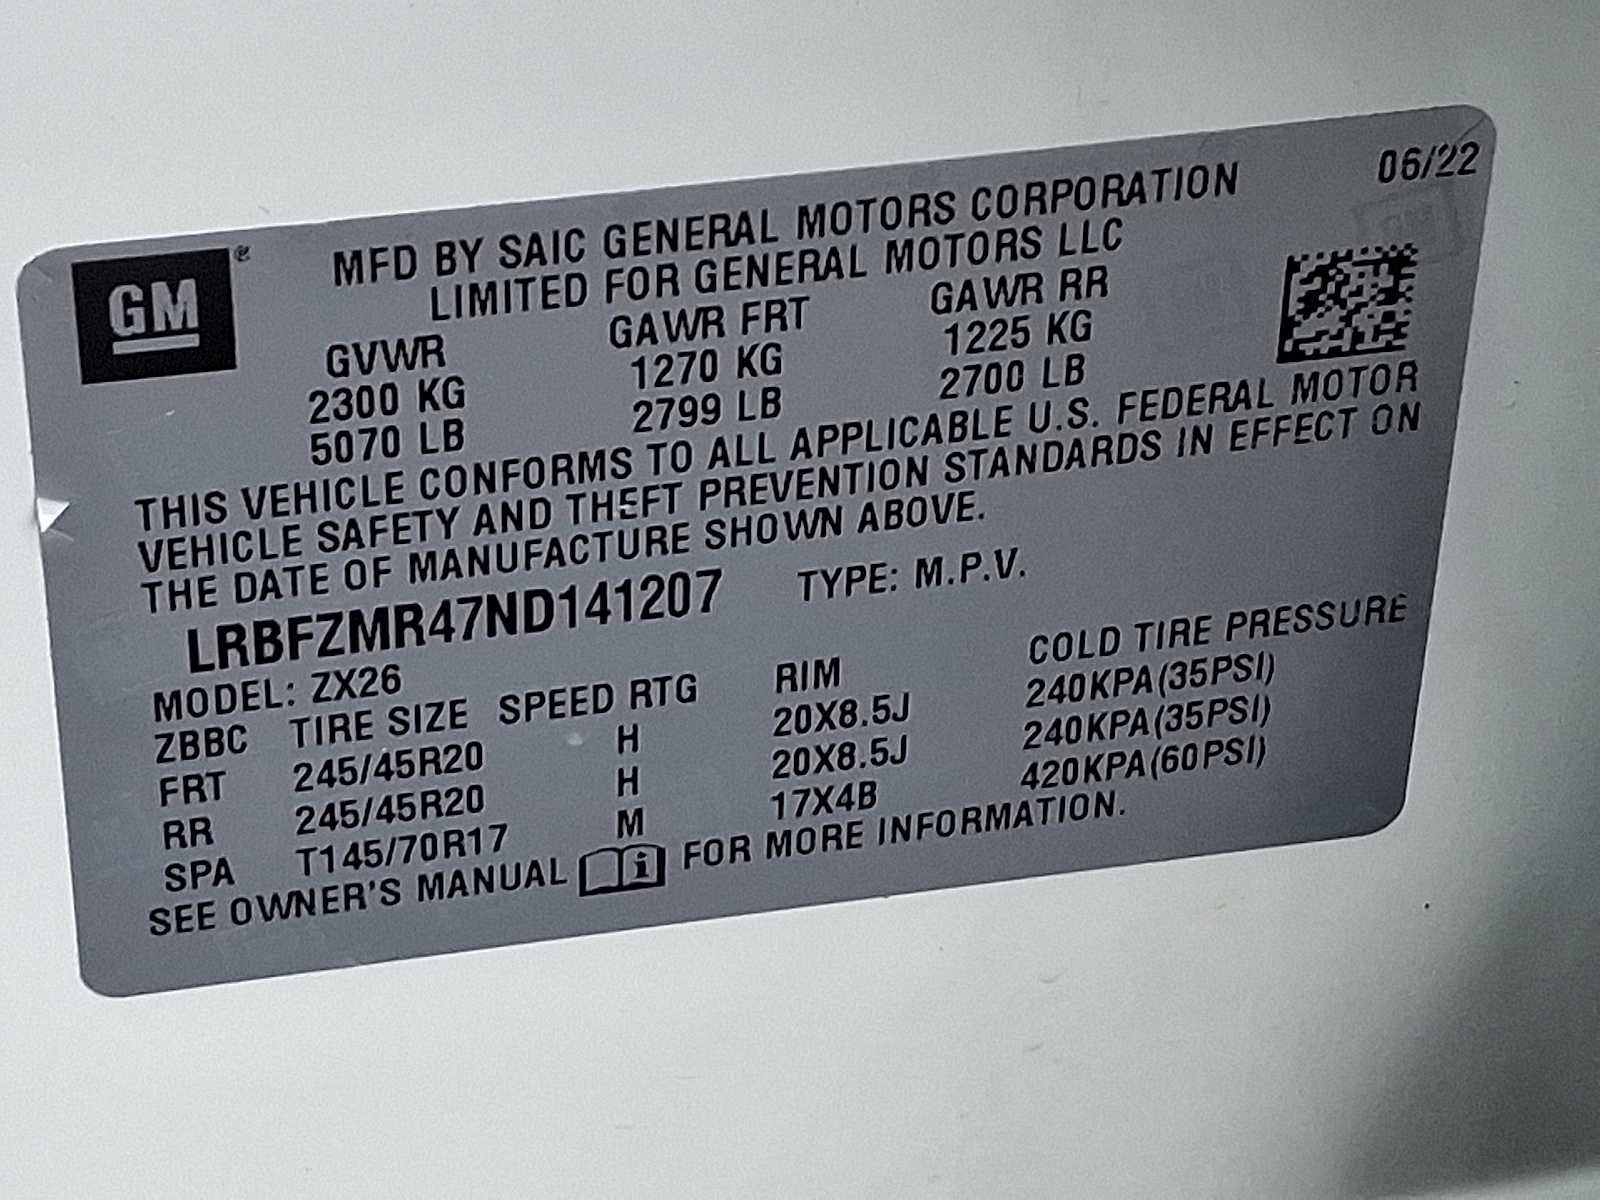 06/22
GM ®
MFD BY SAIC GENERAL MOTORS CORPORATION
LIMITED FOR GENERAL MOTORS LLC
GVWR GAWR FRT GAWR RR
2300 KG 1270 KG 1225 KG
5070 LB 2799 LB 2700 LB
THIS VEHICLE CONFORMS TO ALL APPLICABLE U.S. FEDERAL MOTOR
VEHICLE SAFETY AND THEFT PREVENTION STANDARDS IN EFFECT ON
THE DATE OF MANUFACTURE SHOWN ABOVE.
LRBFZMR47ND141207 TYPE: M.P.V.
MODEL: ZX26
ZBBC TIRE SIZE SPEED RTG RIM COLD TIRE PRESSURE
FRT 245/45R20 H 20X8.5J 240KPA(35PSI)
RR 245/45R20 H 20X8.5J 240KPA(35PSI)
SPA T145/70R17 M 17X4B 420KPA(60PSI)
SEE OWNER'S MANUAL i FOR MORE INFORMATION.